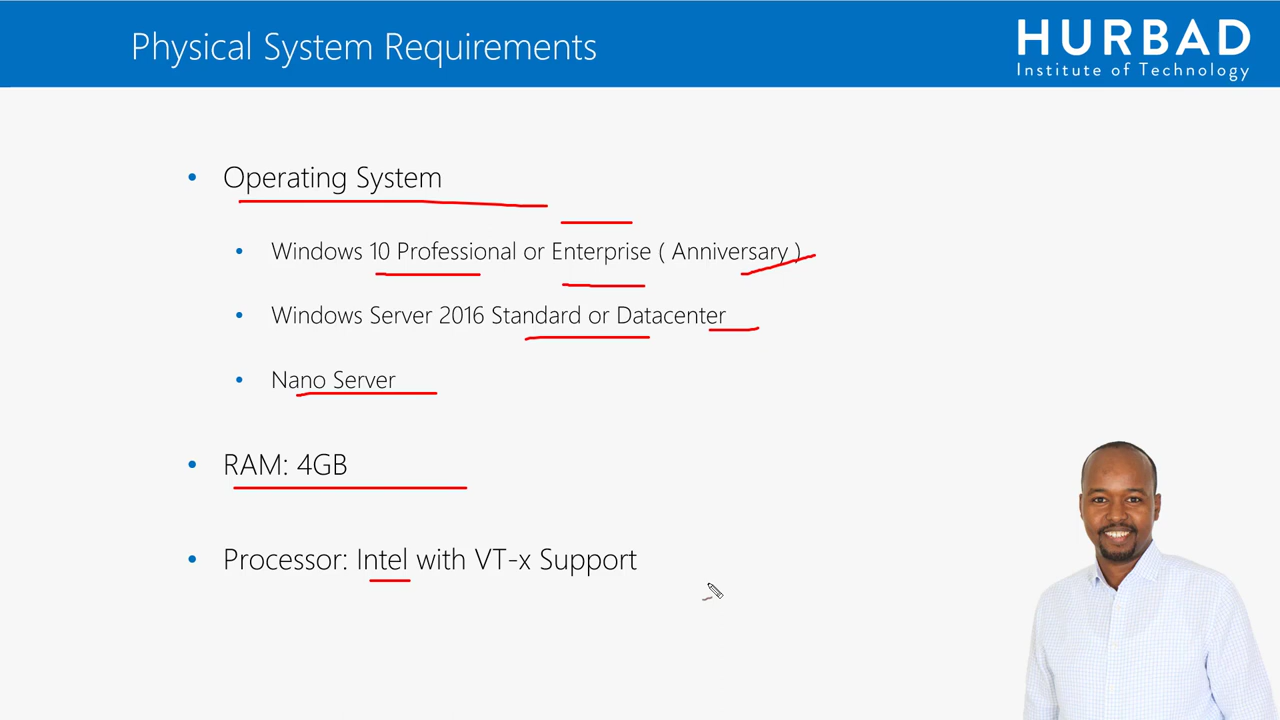 Physical System Requirements
HURBAD
Institute of Technology
• Operating System
• Windows 10 Professional or Enterprise ( Anniversary )
• Windows Server 2016 Standard or Datacenter
• Nano Server
• RAM: 4GB
• Processor: Intel with VT-x Support